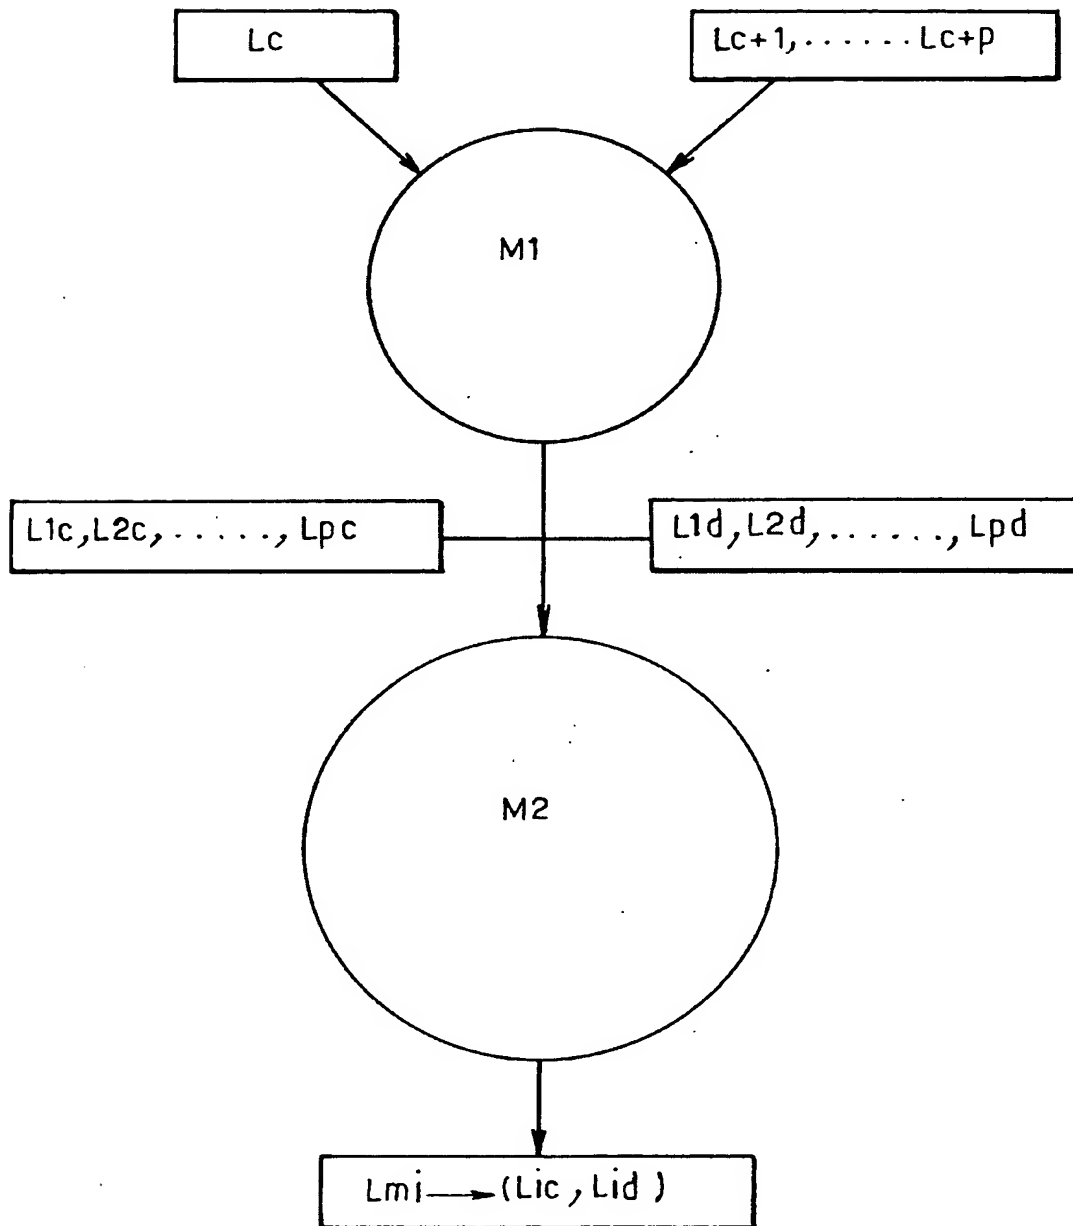 Lc
Lc+1,......Lc+p
M1
L1c,L2c,.....,Lpc
L1d,L2d,......,Lpd
M2
Lmi→(Lic,Lid)